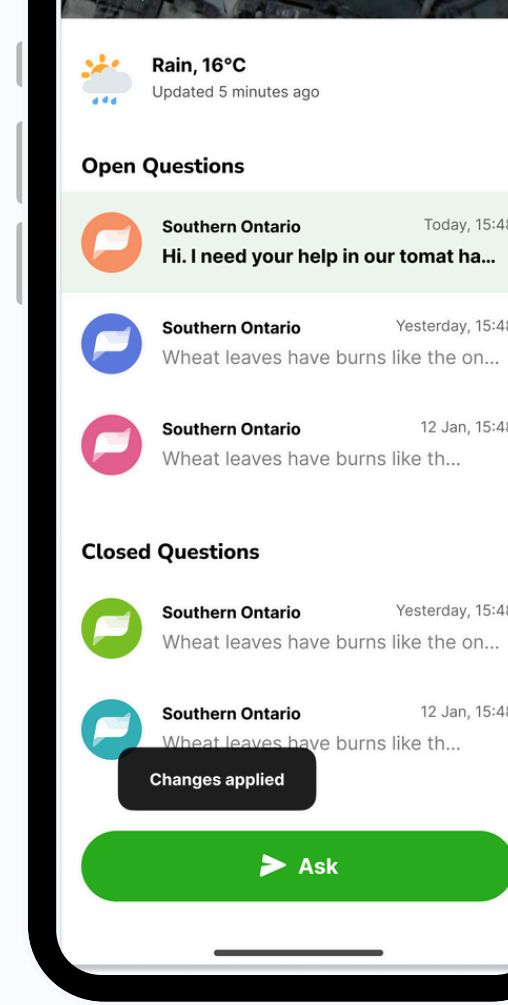 Rain, 16°C
Updated 5 minutes ago
Open Questions
Southern Ontario
Today, 15:48
Hi. I need your help in our tomat ha...
Southern Ontario
Yesterday, 15:48
Wheat leaves have burns like the on...
Southern Ontario
12 Jan, 15:48
Wheat leaves have burns like th...
Closed Questions
Southern Ontario
Yesterday, 15:48
Wheat leaves have burns like the on...
Southern Ontario
12 Jan, 15:48
Wheat leaves have burns like th...
Changes applied
Ask